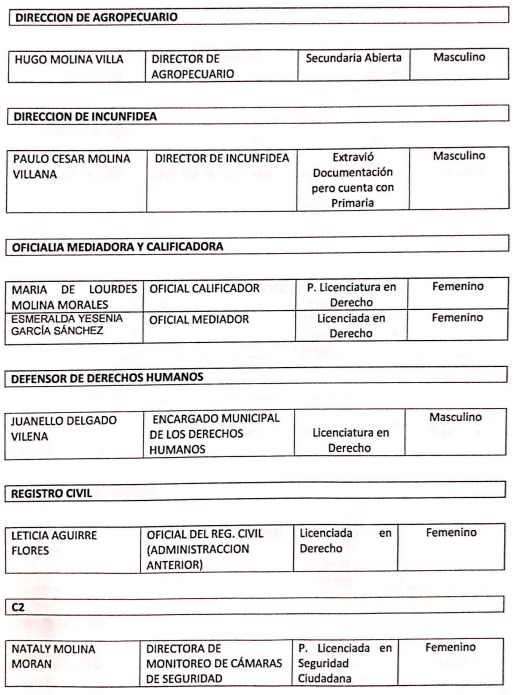 DIRECCION DE AGROPECUARIO
HUGO MOLINA VILLA DIRECTOR DE Secundaria Abierta Masculino
AGROPECUARIO
DIRECCION DE INCUNFIDEA
PAULO CESAR MOLINA DIRECTOR DE INCUNFIDEA Extravió Masculino
VILLANA Documentación
pero cuenta con
Primaria
OFICIALIA MEDIADORA Y CALIFICADORA
MARIA DE LOURDES OFICIAL CALIFICADOR P. Licenciatura en Femenino
MOLINA MORALES Derecho
ESMERALDA YESENIA OFICIAL MEDIADOR Licenciada en Femenino
GARCÍA SÁNCHEZ Derecho
DEFENSOR DE DERECHOS HUMANOS
JUANELLO DELGADO ENCARGADO MUNICIPAL Masculino
VILENA DE LOS DERECHOS Licenciatura en
HUMANOS Derecho
REGISTRO CIVIL
LETICIA AGUIRRE OFICIAL DEL REG. CIVIL Licenciada en Femenino
FLORES (ADMINISTRACCION Derecho
ANTERIOR)
C2
NATALY MOLINA DIRECTORA DE P. Licenciada en Femenino
MORAN MONITOREO DE CÁMARAS Seguridad
DE SEGURIDAD Ciudadana